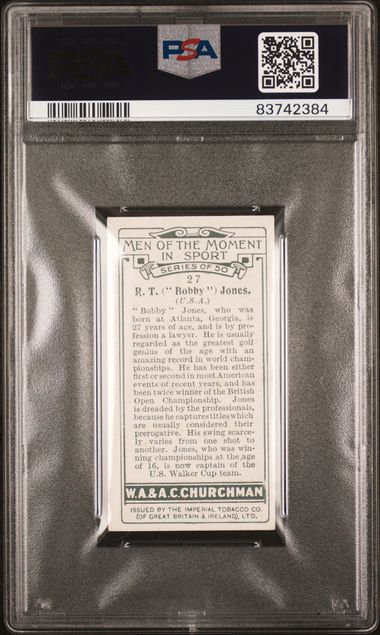 PSA
83742384
MEN OF THE MOMENT
IN SPORT
SERIES OF 50
27
R. T. ("Bobby") Jones.
(U.S.A.)
"Bobby" Jones, who was
born at Atlanta, Georgia, is
27 years of age, and is by pro-
fession a lawyer. He is usually
regarded as the greatest golf
genius of the age with an
amazing record in world cham-
pionships. He has been either
first or second in most American
events of recent years, and has
been twice winner of the British
Open Championship. Jones
is dreaded by the professionals,
because he captures titles which
are usually considered their
prerogative. His swing scarce-
ly varies from one shot to
another. Jones, who was win-
ning championships at the age
of 16, is now captain of the
U.S. Walker Cup team.
W.A.& A.C.CHURCHMAN
ISSUED BY THE IMPERIAL TOBACCO CO.
(OF GREAT BRITAIN & IRELAND), LTD.